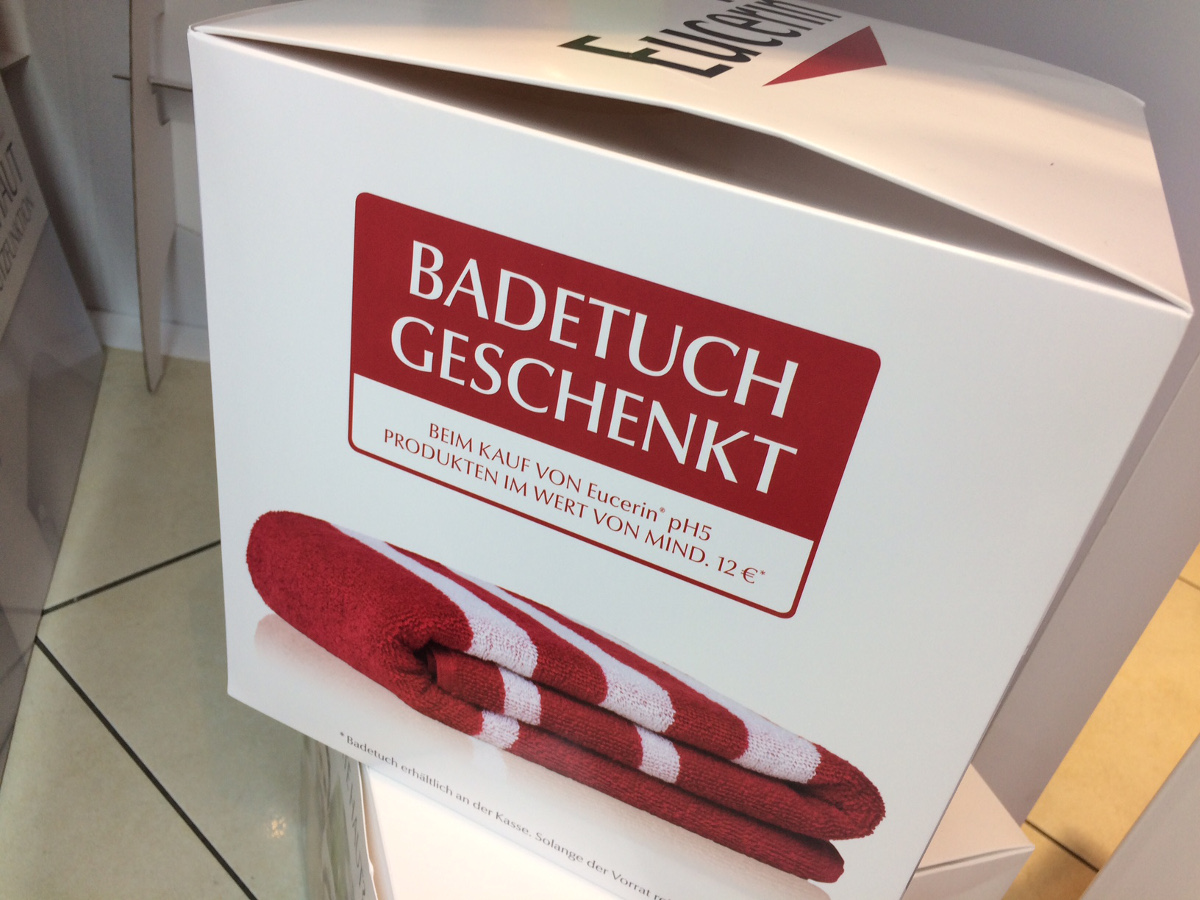 Eucerin
BADETUCH
GESCHENKT
BEIM KAUF VON Eucerin® pH5
PRODUKTEN IM WERT VON MIND. 12 €*
* Badetuch erhältlich an der Kasse. Solange der Vorrat